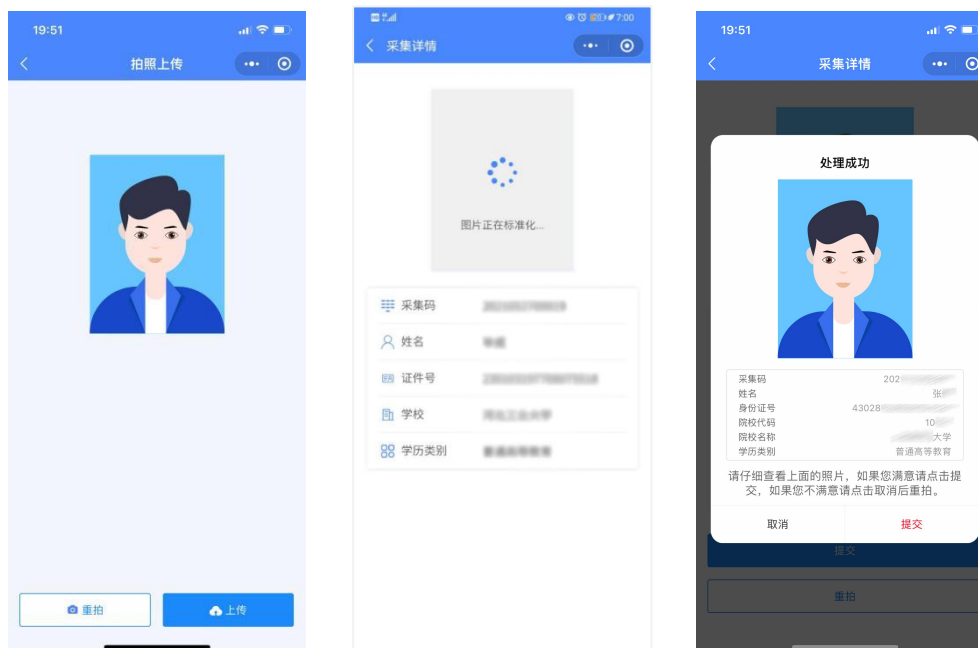 19:51
拍照上传
重拍
上传
7:00
采集详情
图片正在标准化...
采集码
姓名
证件号
学校
学历类别
19:51
采集详情
处理成功
采集码 202
姓名 张
身份证号 43028
院校代码 10
院校名称 大学
学历类别 普通高等教育
请仔细查看上面的照片，如果您满意请点击提
交，如果您不满意请点击取消后重拍。
取消 提交
提交
重拍